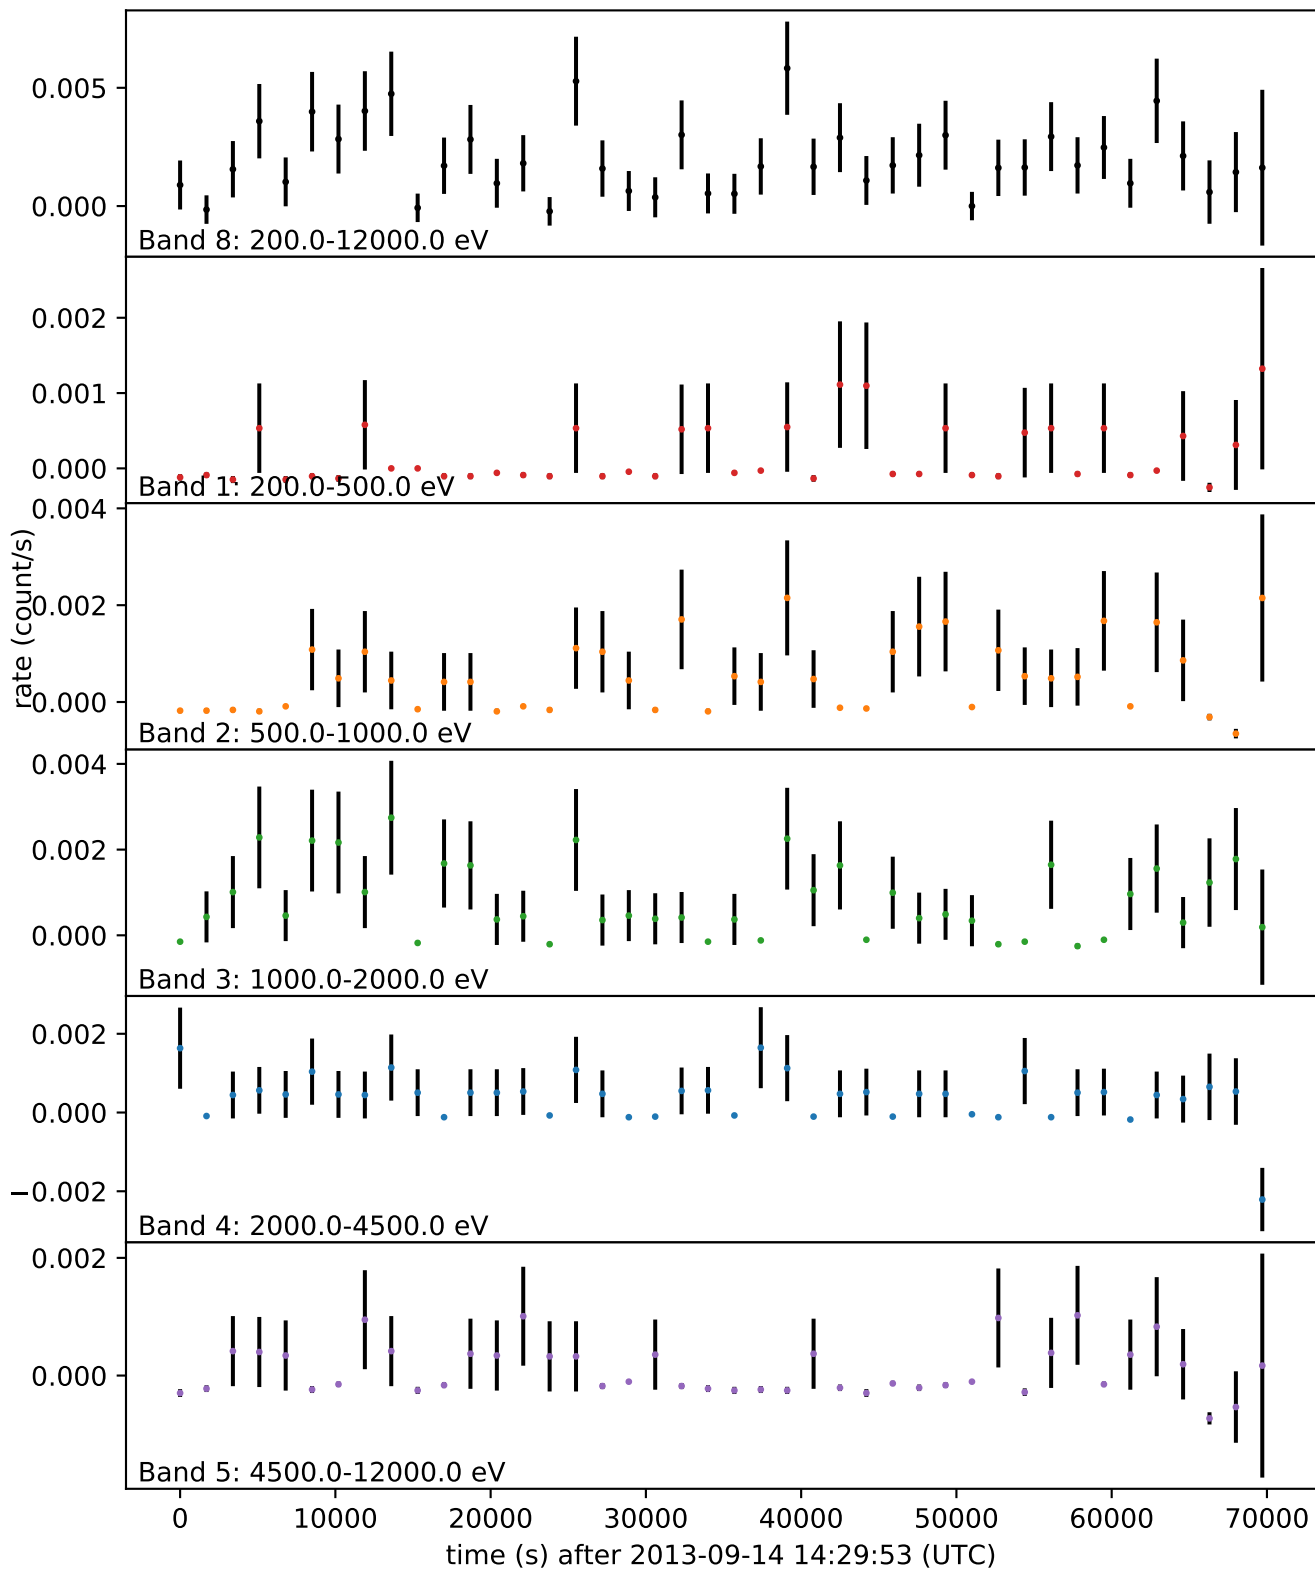 0.005
0.000
Band 8: 200.0-12000.0 eV
0.002
0.001
0.000
Band 1: 200.0-500.0 eV
0.004
0.002
0.000
Band 2: 500.0-1000.0 eV
rate (count/s)
0.004
0.002
0.000
Band 3: 1000.0-2000.0 eV
0.002
0.000
−0.002
Band 4: 2000.0-4500.0 eV
0.002
0.000
Band 5: 4500.0-12000.0 eV
0 10000 20000 30000 40000 50000 60000 70000
time (s) after 2013-09-14 14:29:53 (UTC)